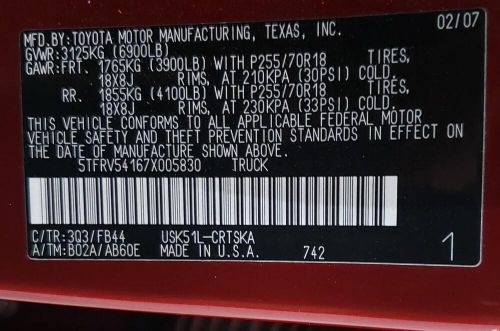 MFD.BY:TOYOTA MOTOR MANUFACTURING, TEXAS, INC. 02/07
GVWR:3125KG (6900LB)
GAWR:FRT. 1765KG (3900LB) WITH P255/70R18 TIRES,
18X8J RIMS, AT 210KPA (30PSI) COLD.
RR. 1855KG (4100LB) WITH P255/70R18 TIRES,
18X8J RIMS, AT 230KPA (33PSI) COLD.
THIS VEHICLE CONFORMS TO ALL APPLICABLE FEDERAL MOTOR
VEHICLE SAFETY AND THEFT PREVENTION STANDARDS IN EFFECT ON
THE DATE OF MANUFACTURE SHOWN ABOVE.
5TFRV54167X005830 TRUCK
C/TR:3Q3/FB44 USK51L-CRTSKA
A/TM:B02A/AB60E MADE IN U.S.A. 742 1